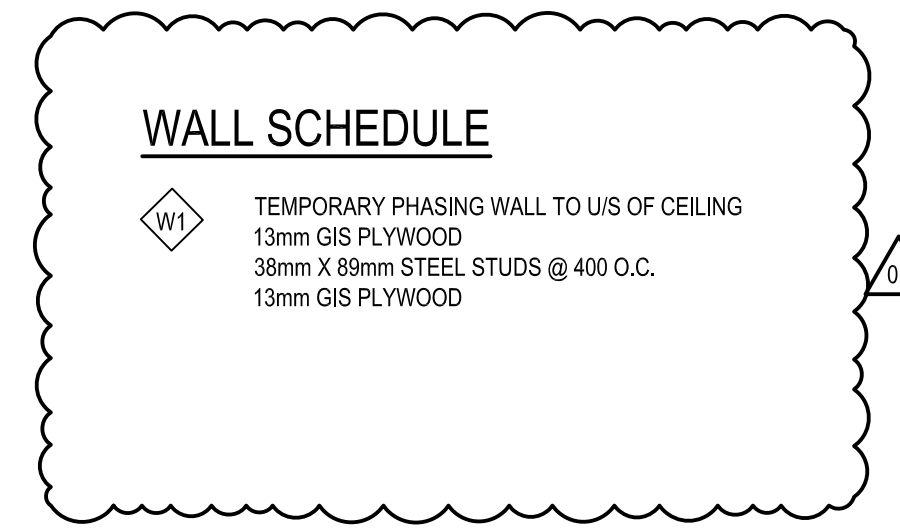 WALL SCHEDULE
W1
TEMPORARY PHASING WALL TO U/S OF CEILING
13mm GIS PLYWOOD
38mm X 89mm STEEL STUDS @ 400 O.C.
13mm GIS PLYWOOD
0